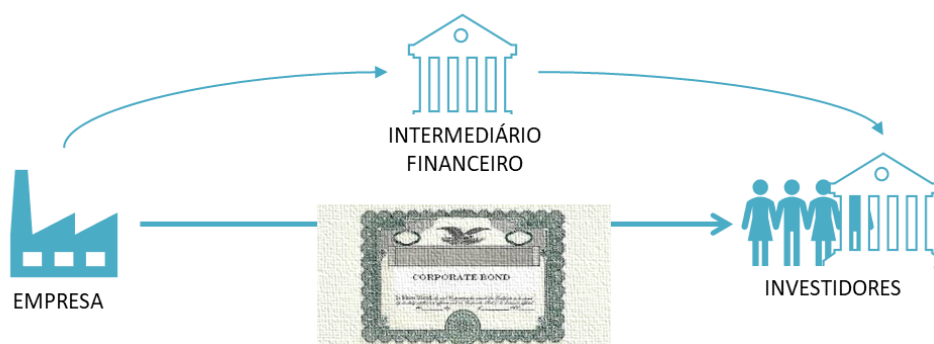 INTERMEDIÁRIO
FINANCEIRO
CORPORATE BOND
EMPRESA
INVESTIDORES